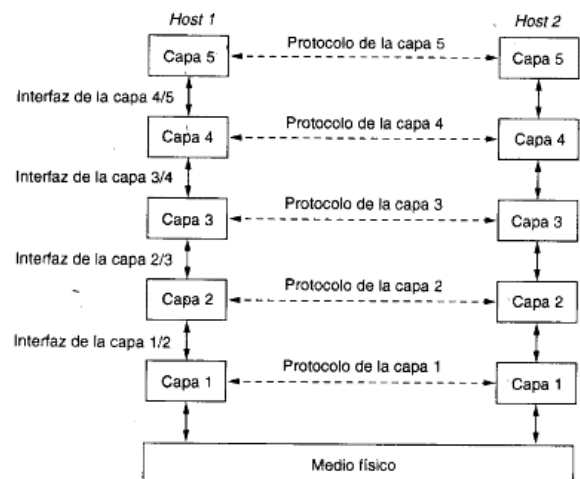 Host 1
Host 2
Capa 5
Protocolo de la capa 5
Capa 5
Interfaz de la capa 4/5
Capa 4
Protocolo de la capa 4
Capa 4
Interfaz de la capa 3/4
Capa 3
Protocolo de la capa 3
Capa 3
Interfaz de la capa 2/3
Capa 2
Protocolo de la capa 2
Capa 2
Interfaz de la capa 1/2
Capa 1
Protocolo de la capa 1
Capa 1
Medio físico